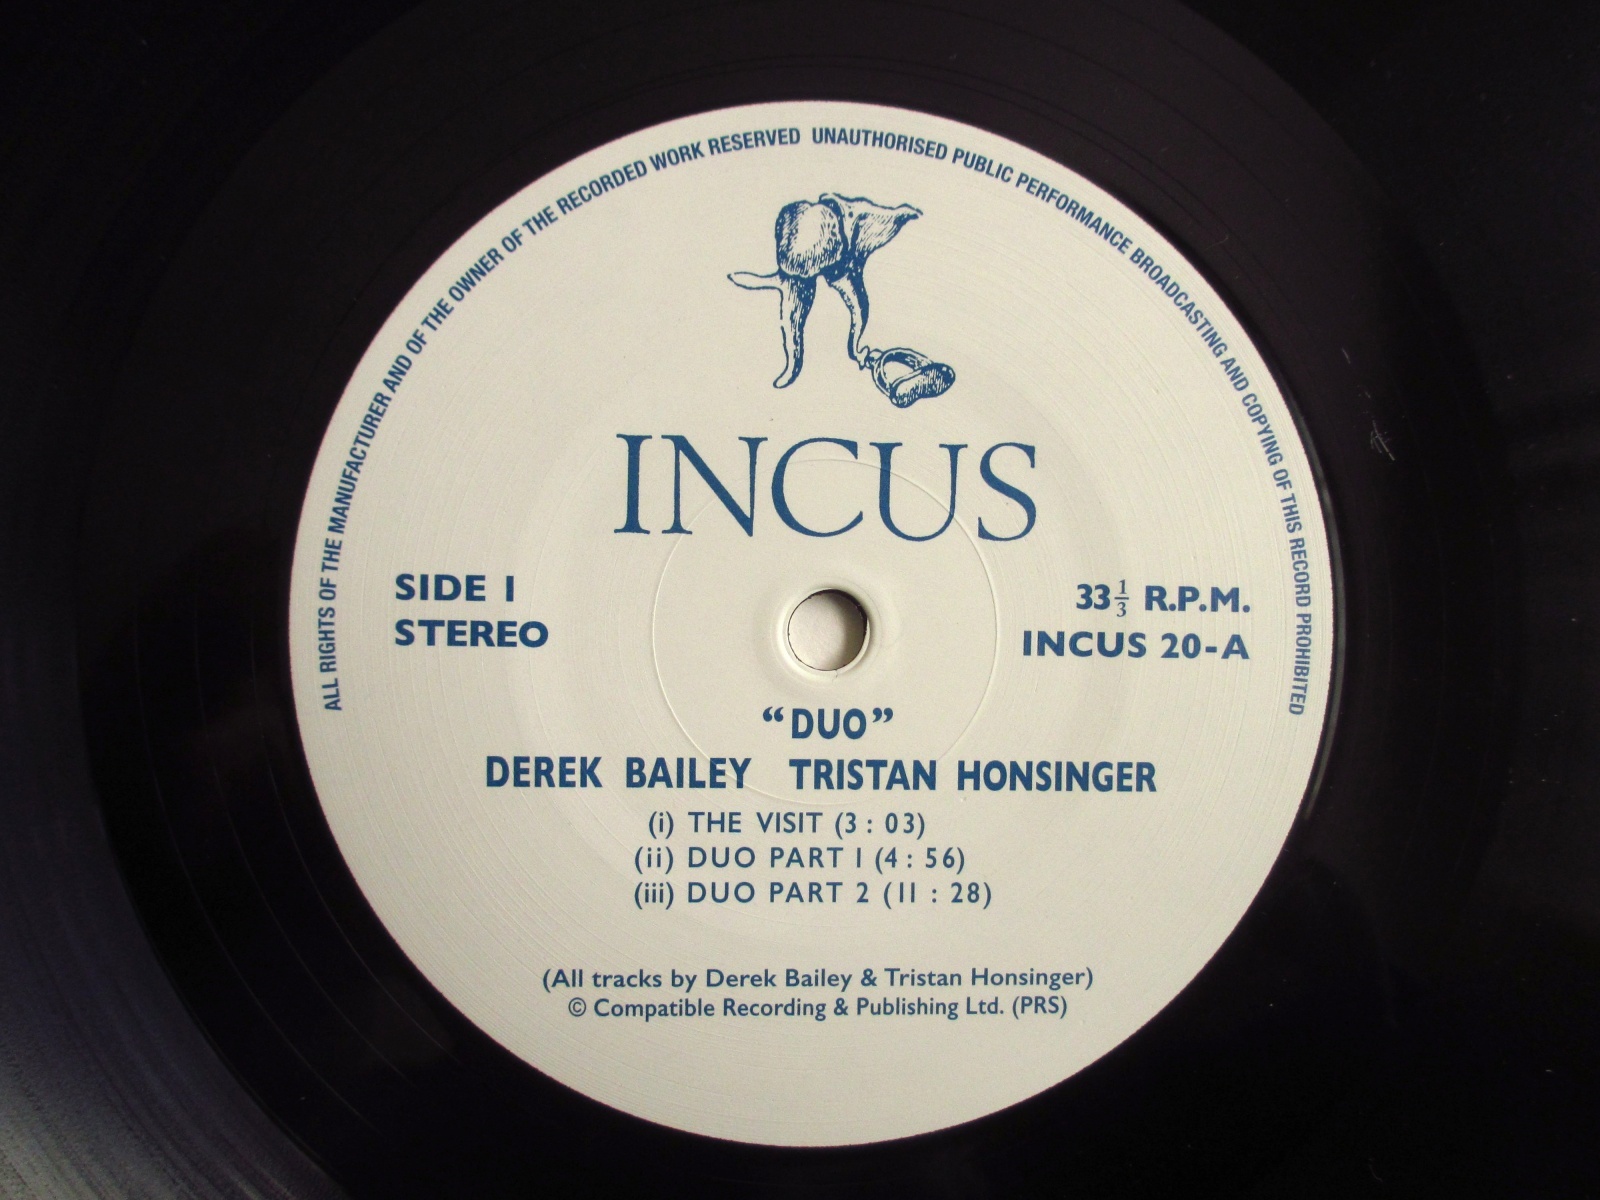 ALL RIGHTS OF THE MANUFACTURER AND OF THE OWNER OF THE RECORDED WORK RESERVED UNAUTHORISED PUBLIC PERFORMANCE BROADCASTING AND COPYING OF THIS RECORD PROHIBITED
INCUS
SIDE 1
STEREO
33⅓ R.P.M.
INCUS 20-A
“DUO”
DEREK BAILEY TRISTAN HONSINGER
(i) THE VISIT (3 : 03)
(ii) DUO PART 1 (4 : 56)
(iii) DUO PART 2 (11 : 28)
(All tracks by Derek Bailey & Tristan Honsinger)
© Compatible Recording & Publishing Ltd. (PRS)